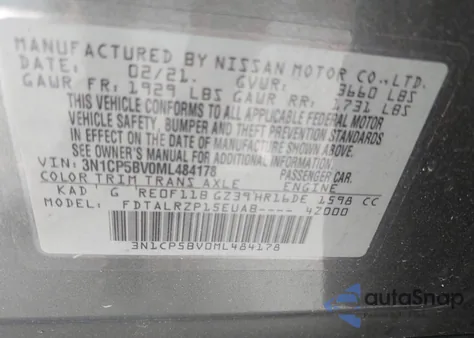 MANUFACTURED BY NISSAN MOTOR CO., LTD.
DATE: 02/21. GVWR: 3660 LBS
GAWR FR: 1929 LBS GAWR RR: 1731 LBS
THIS VEHICLE CONFORMS TO ALL APPLICABLE FEDERAL MOTOR
VEHICLE SAFETY, BUMPER AND THEFT PREVENTION STANDARDS
IN EFFECT ON THE DATE OF MANUFACTURE SHOWN ABOVE.
SEE OWNER'S MANUAL FOR ADDITIONAL INFORMATION
VIN: 3N1CP5BV0ML484178 PASSENGER CAR.
COLOR TRIM TRANS AXLE ENGINE
KAD G RE0F11B GZ39 HR16DE 1598 CC
MODEL: FDTALRZP15EUAB---- 42000
3N1CP5BV0ML484178
autoSnap